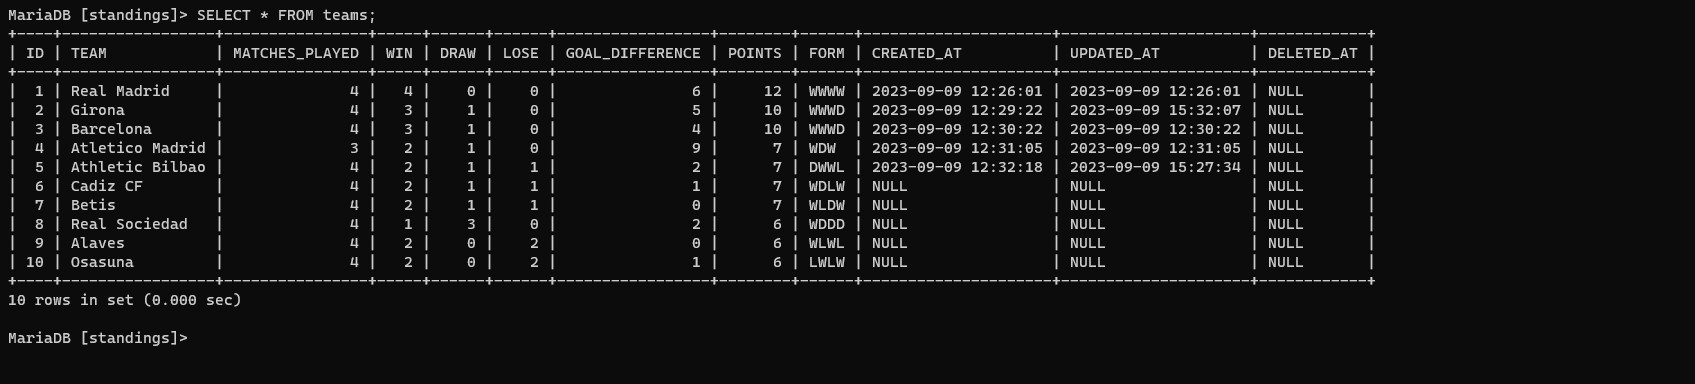 MariaDB [standings]> SELECT * FROM teams;
+----+-----------------+----------------+-----+------+------+-----------------+--------+------+---------------------+---------------------+------------+
| ID | TEAM            | MATCHES_PLAYED | WIN | DRAW | LOSE | GOAL_DIFFERENCE | POINTS | FORM | CREATED_AT          | UPDATED_AT          | DELETED_AT |
+----+-----------------+----------------+-----+------+------+-----------------+--------+------+---------------------+---------------------+------------+
|  1 | Real Madrid     |              4 |   4 |    0 |    0 |               6 |     12 | WWWW | 2023-09-09 12:26:01 | 2023-09-09 12:26:01 | NULL       |
|  2 | Girona          |              4 |   3 |    1 |    0 |               5 |     10 | WWWD | 2023-09-09 12:29:22 | 2023-09-09 15:32:07 | NULL       |
|  3 | Barcelona       |              4 |   3 |    1 |    0 |               4 |     10 | WWWD | 2023-09-09 12:30:22 | 2023-09-09 12:30:22 | NULL       |
|  4 | Atletico Madrid |              3 |   2 |    1 |    0 |               9 |      7 | WDW  | 2023-09-09 12:31:05 | 2023-09-09 12:31:05 | NULL       |
|  5 | Athletic Bilbao |              4 |   2 |    1 |    1 |               2 |      7 | DWWL | 2023-09-09 12:32:18 | 2023-09-09 15:27:34 | NULL       |
|  6 | Cadiz CF        |              4 |   2 |    1 |    1 |               1 |      7 | WDLW | NULL                | NULL                | NULL       |
|  7 | Betis           |              4 |   2 |    1 |    1 |               0 |      7 | WLDW | NULL                | NULL                | NULL       |
|  8 | Real Sociedad   |              4 |   1 |    3 |    0 |               2 |      6 | WDDD | NULL                | NULL                | NULL       |
|  9 | Alaves          |              4 |   2 |    0 |    2 |               0 |      6 | WLWL | NULL                | NULL                | NULL       |
| 10 | Osasuna         |              4 |   2 |    0 |    2 |               1 |      6 | LWLW | NULL                | NULL                | NULL       |
+----+-----------------+----------------+-----+------+------+-----------------+--------+------+---------------------+---------------------+------------+
10 rows in set (0.000 sec)
MariaDB [standings]>